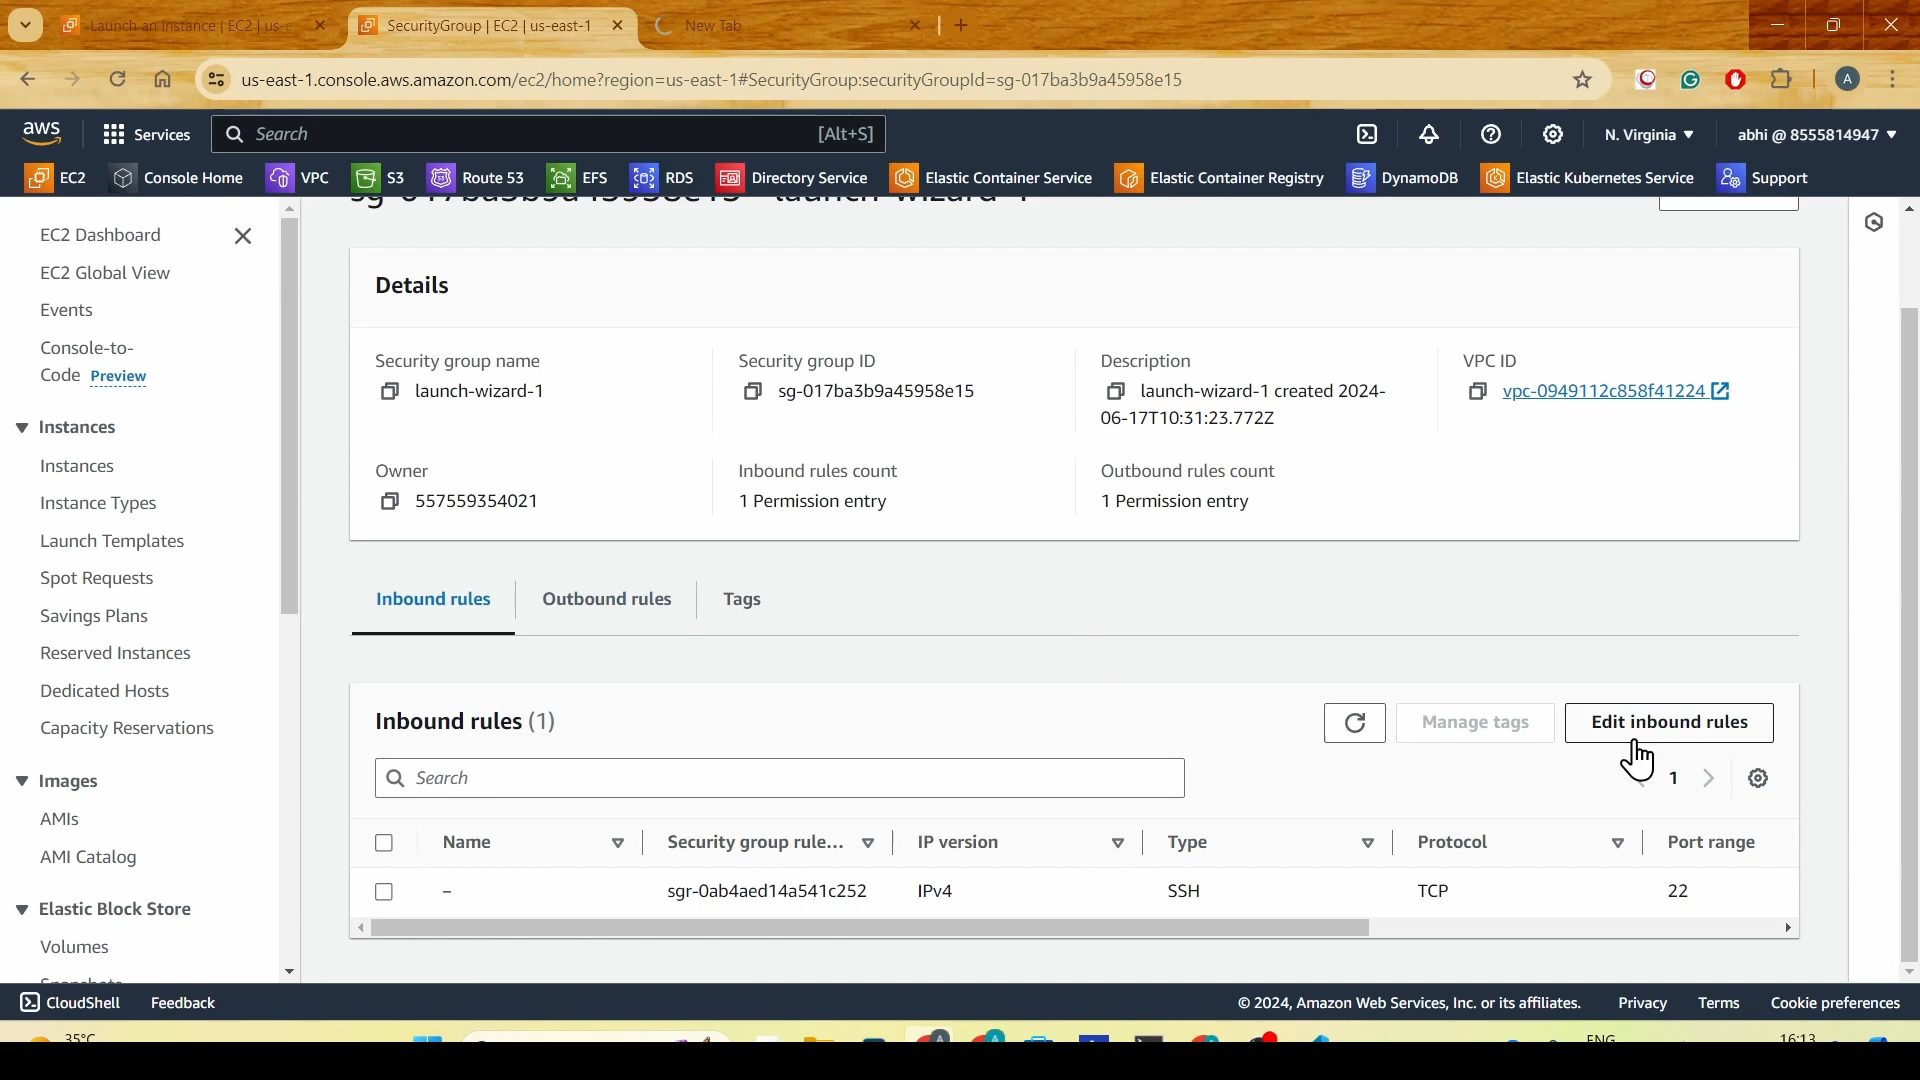 Launch an instance | EC2 | us-e
SecurityGroup | EC2 | us-east-1
New Tab
us-east-1.console.aws.amazon.com/ec2/home?region=us-east-1#SecurityGroup:securityGroupId=sg-017ba3b9a45958e15
A
aws
Services
Search
[Alt+S]
N. Virginia
abhi @ 8555814947
EC2
Console Home
VPC
S3
Route 53
EFS
RDS
Directory Service
Elastic Container Service
Elastic Container Registry
DynamoDB
Elastic Kubernetes Service
Support
sg-017ba3b9a45958e15 - launch-wizard-1
EC2 Dashboard
EC2 Global View
Events
Console-to-
Code Preview
Instances
Instances
Instance Types
Launch Templates
Spot Requests
Savings Plans
Reserved Instances
Dedicated Hosts
Capacity Reservations
Images
AMIs
AMI Catalog
Elastic Block Store
Volumes
Snapshots
Details
Security group name
launch-wizard-1
Security group ID
sg-017ba3b9a45958e15
Description
launch-wizard-1 created 2024-
06-17T10:31:23.772Z
VPC ID
vpc-0949112c858f41224
Owner
557559354021
Inbound rules count
1 Permission entry
Outbound rules count
1 Permission entry
Inbound rules
Outbound rules
Tags
Inbound rules (1)
Manage tags
Edit inbound rules
Search
1
Name
Security group rule...
IP version
Type
Protocol
Port range
–
sgr-0ab4aed14a541c252
IPv4
SSH
TCP
22
CloudShell
Feedback
© 2024, Amazon Web Services, Inc. or its affiliates.
Privacy
Terms
Cookie preferences
35°C
ENG
16:13